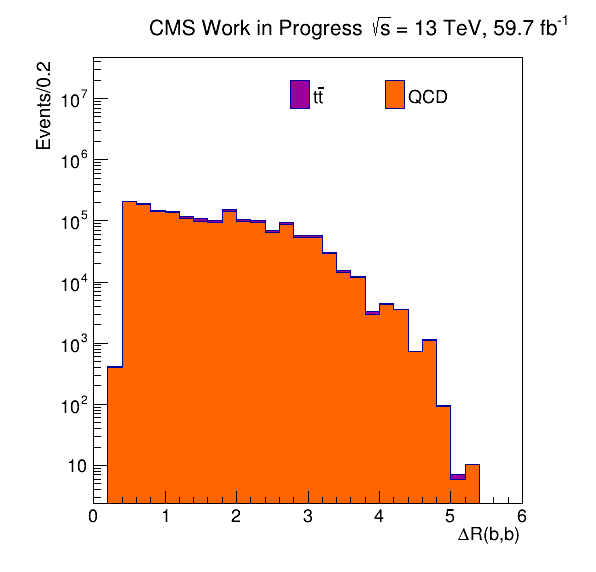 CMS Work in Progress √s = 13 TeV, 59.7 fb⁻¹
Events/0.2
tt̄
QCD
10⁷
10⁶
10⁵
10⁴
10³
10²
10
0 1 2 3 4 5 6
ΔR(b,b)